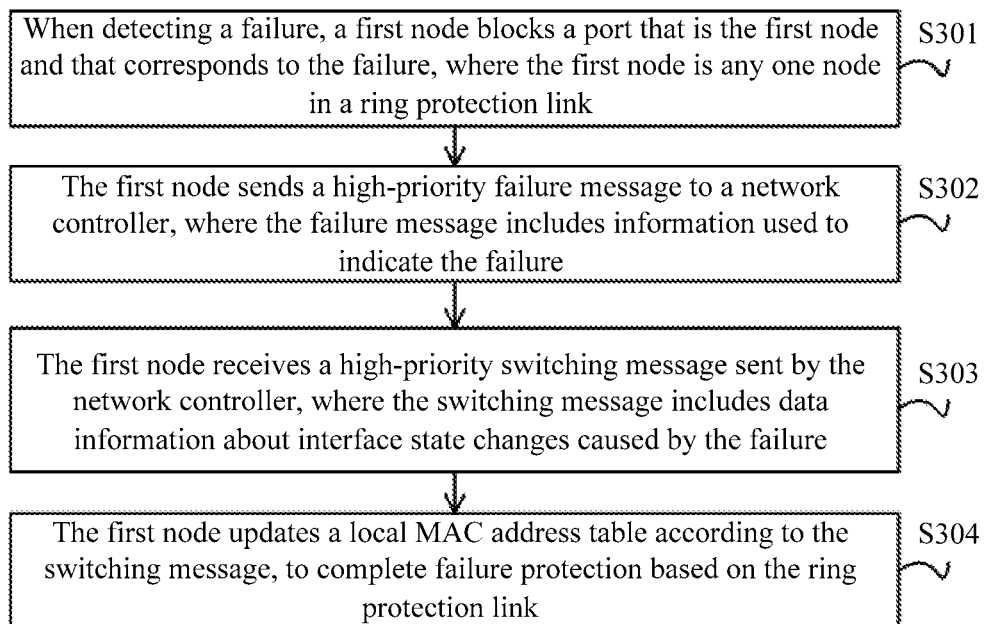 When detecting a failure, a first node blocks a port that is the first node
and that corresponds to the failure, where the first node is any one node
in a ring protection link
S301
The first node sends a high-priority failure message to a network
controller, where the failure message includes information used to
indicate the failure
S302
The first node receives a high-priority switching message sent by the
network controller, where the switching message includes data
information about interface state changes caused by the failure
S303
The first node updates a local MAC address table according to the
switching message, to complete failure protection based on the ring
protection link
S304